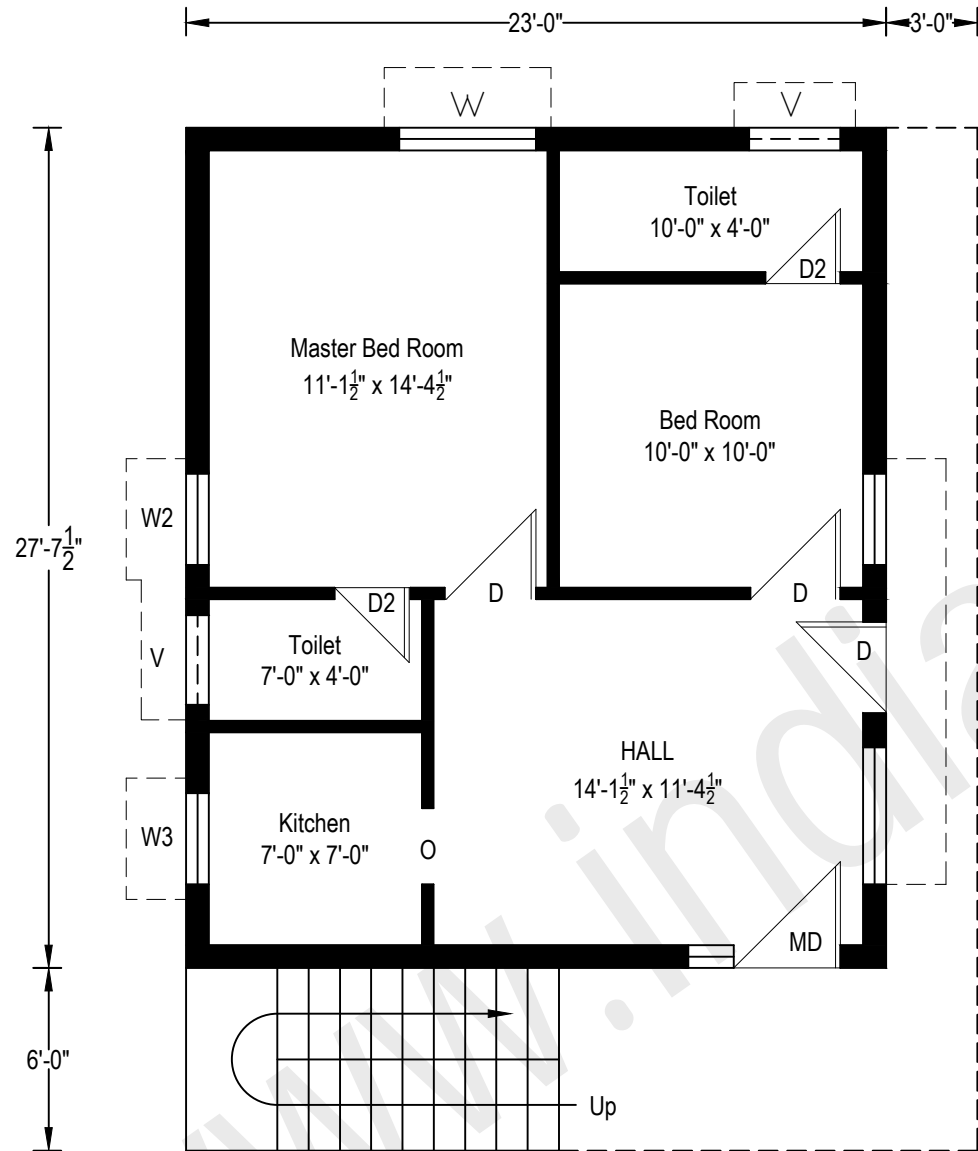 23'-0"
3'-0"
W
V
Toilet
10'-0" x 4'-0"
D2
Master Bed Room
11'-1½" x 14'-4½"
Bed Room
10'-0" x 10'-0"
W2
27'-7½"
D2
D
D
Toilet
7'-0" x 4'-0"
V
D
HALL
14'-1½" x 11'-4½"
Kitchen
7'-0" x 7'-0"
W3
O
MD
6'-0"
Up
www.india